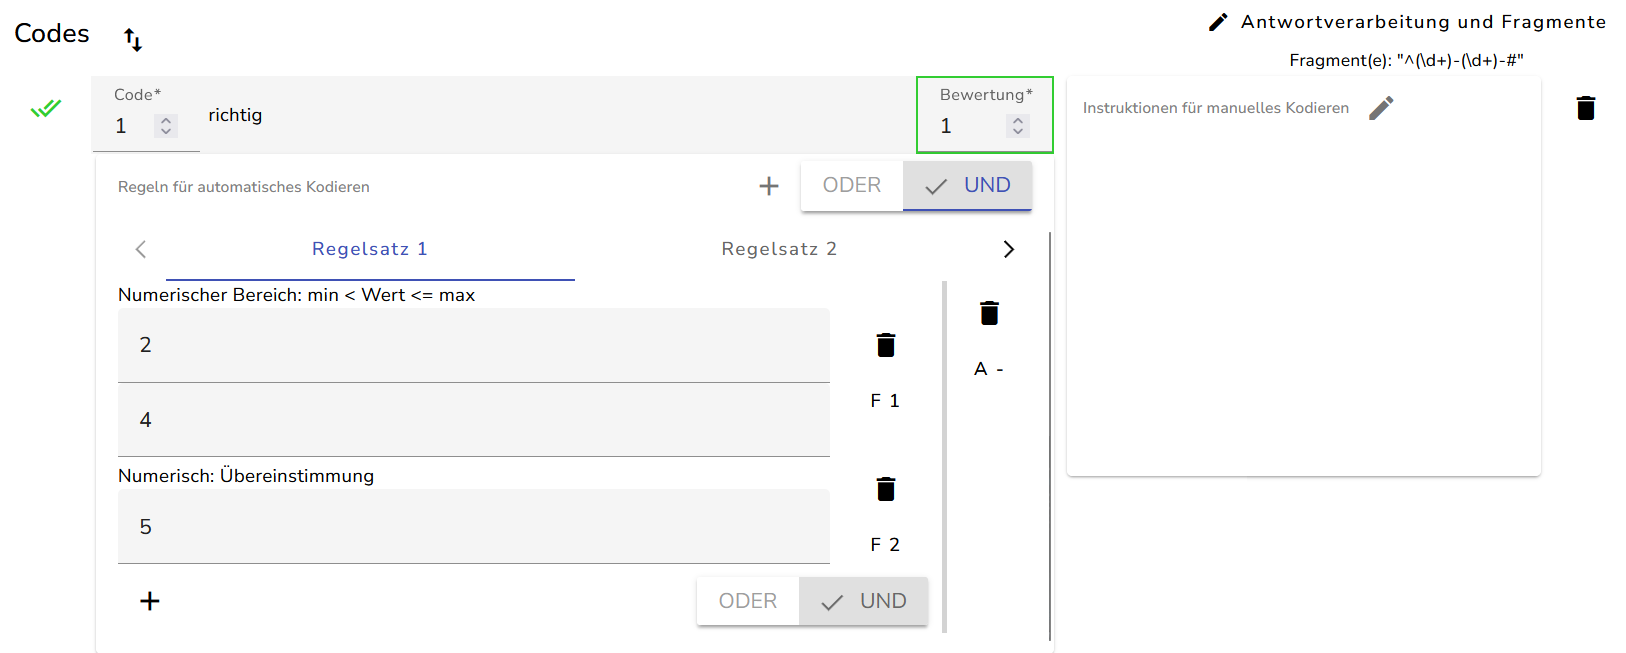 Codes
Antwortverarbeitung und Fragmente
Fragment(e): "^(\d+)-(\d+)-#"
Code*
1
richtig
Bewertung*
1
Instruktionen für manuelles Kodieren
Regeln für automatisches Kodieren
ODER
UND
Regelsatz 1
Regelsatz 2
Numerischer Bereich: min < Wert <= max
2
4
F 1
A -
Numerisch: Übereinstimmung
5
F 2
ODER
UND